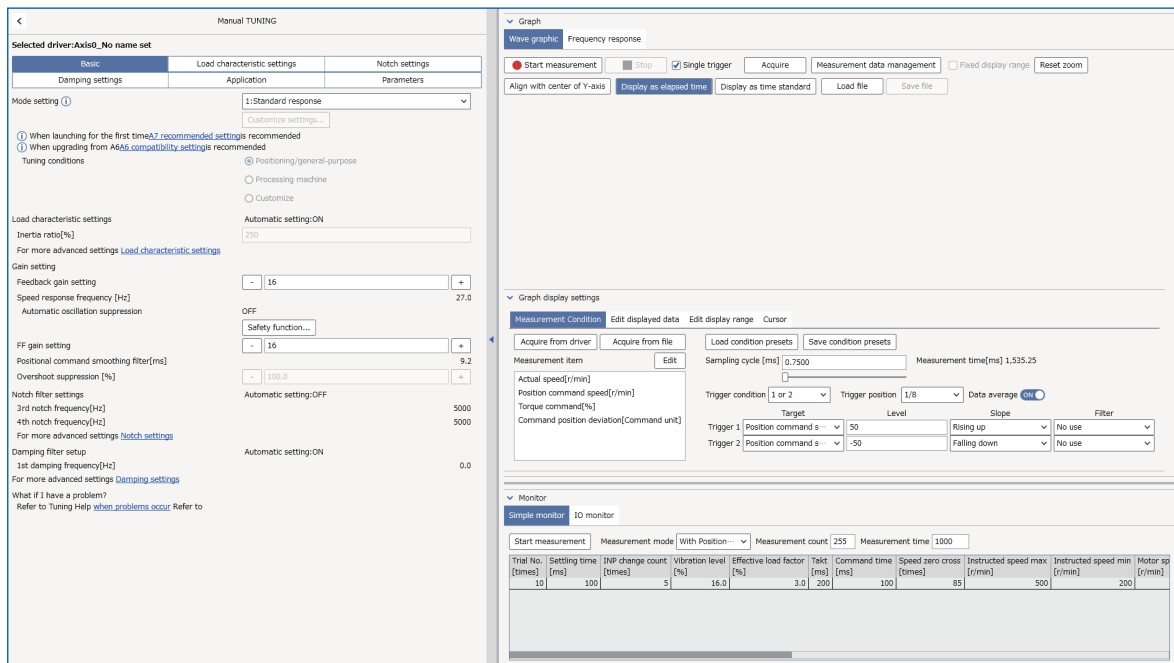 Manual TUNING
Selected driver:Axis0_No name set
Basic Load characteristic settings Notch settings
Damping settings Application Parameters
Mode setting 1:Standard response
Customize settings...
When launching for the first timeA7 recommended settingis recommended
When upgrading from A6A6 compatibility settingis recommended
Tuning conditions Positioning/general-purpose
Processing machine
Customize
Load characteristic settings Automatic setting:ON
Inertia ratio[%] 250
For more advanced settings Load characteristic settings
Gain setting
Feedback gain setting - 16 +
Speed response frequency [Hz] 27.0
Automatic oscillation suppression OFF
Safety function...
FF gain setting - 16 +
Positional command smoothing filter[ms] 9.2
Overshoot suppression [%] - 100.0 +
Notch filter settings Automatic setting:OFF
3rd notch frequency[Hz] 5000
4th notch frequency[Hz] 5000
For more advanced settings Notch settings
Damping filter setup Automatic setting:ON
1st damping frequency[Hz] 0.0
For more advanced settings Damping settings
What if I have a problem?
Refer to Tuning Help when problems occur Refer to
Graph
Wave graphic Frequency response
Start measurement Stop Single trigger Acquire Measurement data management Fixed display range Reset zoom
Align with center of Y-axis Display as elapsed time Display as time standard Load file Save file
Graph display settings
Measurement Condition Edit displayed data Edit display range Cursor
Acquire from driver Acquire from file Load condition presets Save condition presets
Measurement item Edit Sampling cycle [ms] 0.7500 Measurement time[ms] 1,535.25
Actual speed[r/min]
Position command speed[r/min]
Torque command[%]
Command position deviation[Command unit]
Trigger condition 1 or 2 Trigger position 1/8 Data average ON
Target Level Slope Filter
Trigger 1 Position command s··· 50 Rising up No use
Trigger 2 Position command s··· -50 Falling down No use
Monitor
Simple monitor IO monitor
Start measurement Measurement mode With Position··· Measurement count 255 Measurement time 1000
Trial No. Settling time INP change count Vibration level Effective load factor Takt Command time Speed zero cross Instructed speed max Instructed speed min Motor sp
[times] [ms] [times] [%] [%] [ms] [ms] [times] [r/min] [r/min] [r/min]
10 100 5 16.0 3.0 200 100 85 500 200